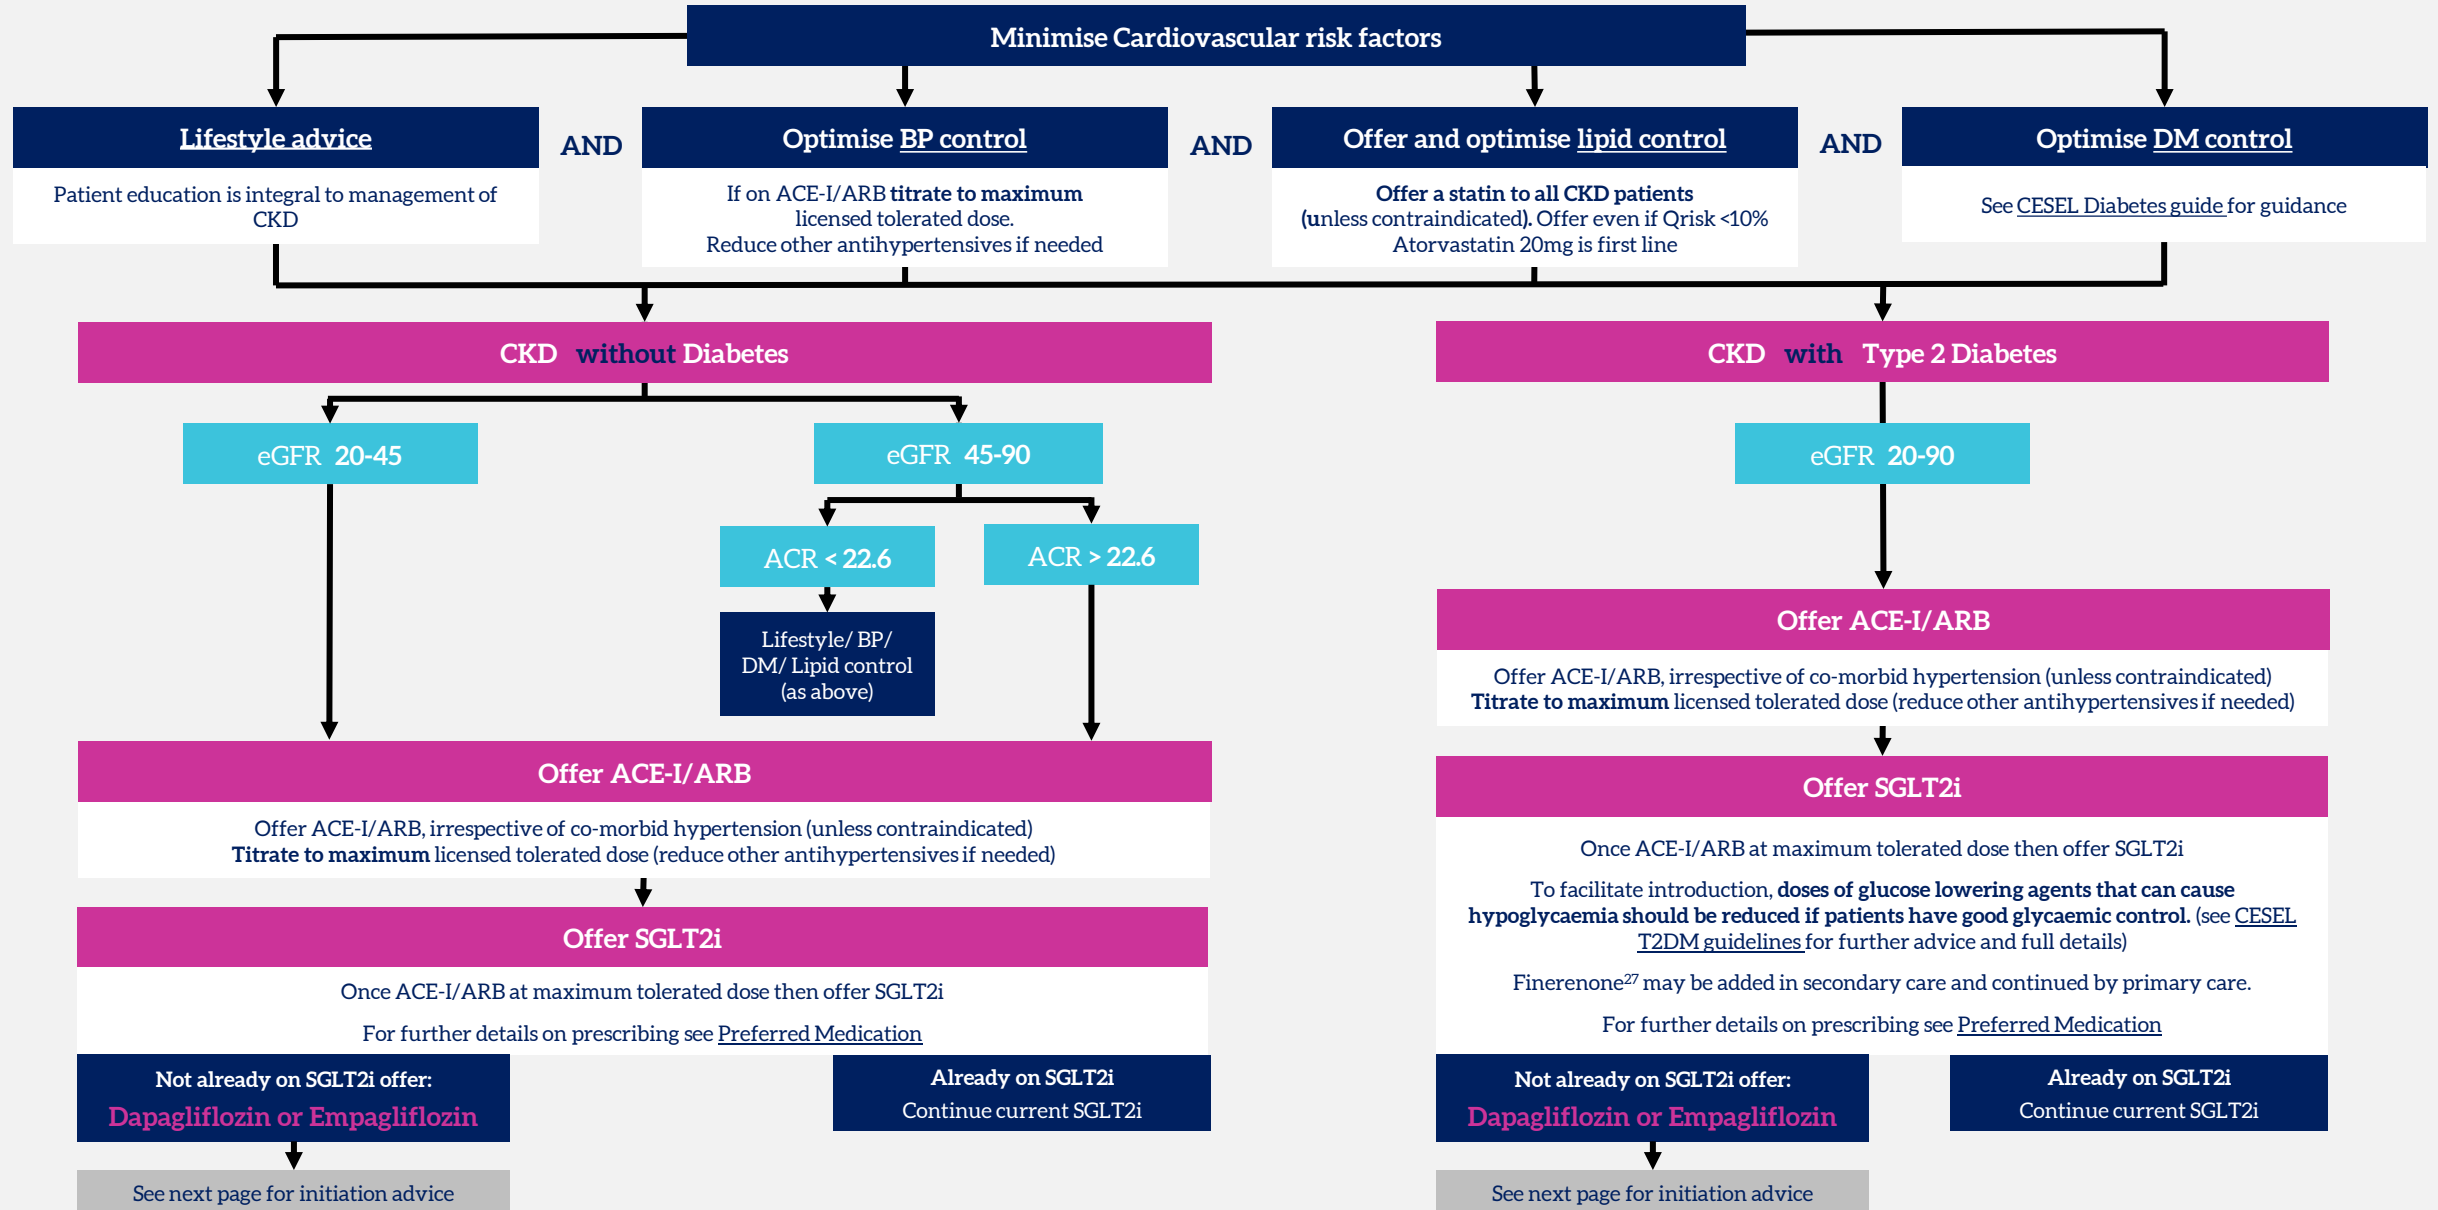 Minimise Cardiovascular risk factors
Lifestyle advice
Patient education is integral to management of
CKD
AND
Optimise BP control
If on ACE-I/ARB titrate to maximum
licensed tolerated dose.
Reduce other antihypertensives if needed
AND
Offer and optimise lipid control
Offer a statin to all CKD patients
(unless contraindicated). Offer even if Qrisk <10%
Atorvastatin 20mg is first line
AND
Optimise DM control
See CESEL Diabetes guide for guidance
CKD without Diabetes
eGFR 20-45
eGFR 45-90
ACR < 22.6
ACR > 22.6
Lifestyle/ BP/
DM/ Lipid control
(as above)
Offer ACE-I/ARB
Offer ACE-I/ARB, irrespective of co-morbid hypertension (unless contraindicated)
Titrate to maximum licensed tolerated dose (reduce other antihypertensives if needed)
Offer SGLT2i
Once ACE-I/ARB at maximum tolerated dose then offer SGLT2i
For further details on prescribing see Preferred Medication
Not already on SGLT2i offer:
Dapagliflozin or Empagliflozin
Already on SGLT2i
Continue current SGLT2i
See next page for initiation advice
CKD with Type 2 Diabetes
eGFR 20-90
Offer ACE-I/ARB
Offer ACE-I/ARB, irrespective of co-morbid hypertension (unless contraindicated)
Titrate to maximum licensed tolerated dose (reduce other antihypertensives if needed)
Offer SGLT2i
Once ACE-I/ARB at maximum tolerated dose then offer SGLT2i
To facilitate introduction, doses of glucose lowering agents that can cause
hypoglycaemia should be reduced if patients have good glycaemic control. (see CESEL
T2DM guidelines for further advice and full details)
Finerenone²⁷ may be added in secondary care and continued by primary care.
For further details on prescribing see Preferred Medication
Not already on SGLT2i offer:
Dapagliflozin or Empagliflozin
Already on SGLT2i
Continue current SGLT2i
See next page for initiation advice